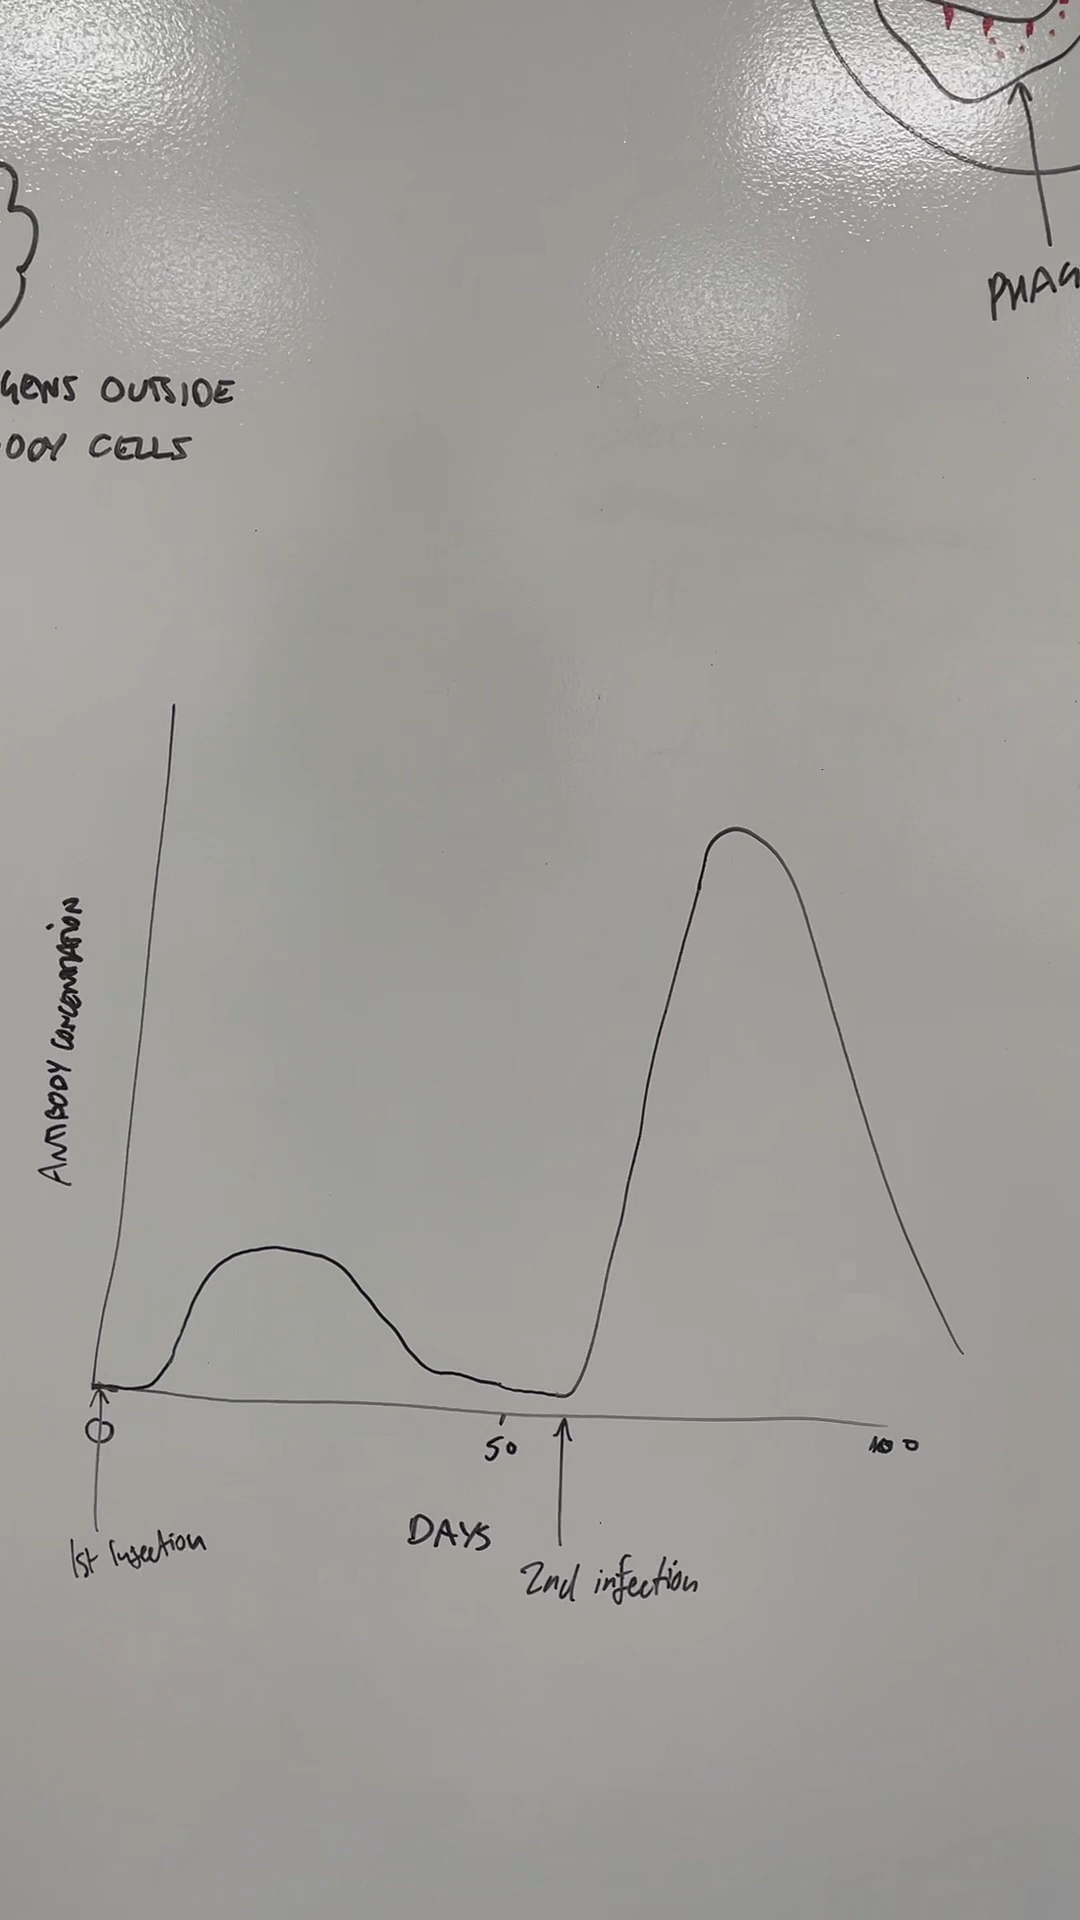 PHAG
GENS OUTSIDE
ODY CELLS
ANTIBODY CONCENTRATION
0
50
100
DAYS
1st Infection
2nd infection